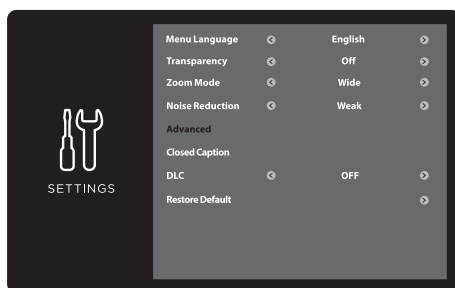 Menu Language English
Transparency Off
Zoom Mode Wide
Noise Reduction Weak
Advanced
Closed Caption
DLC OFF
Restore Default
SETTINGS